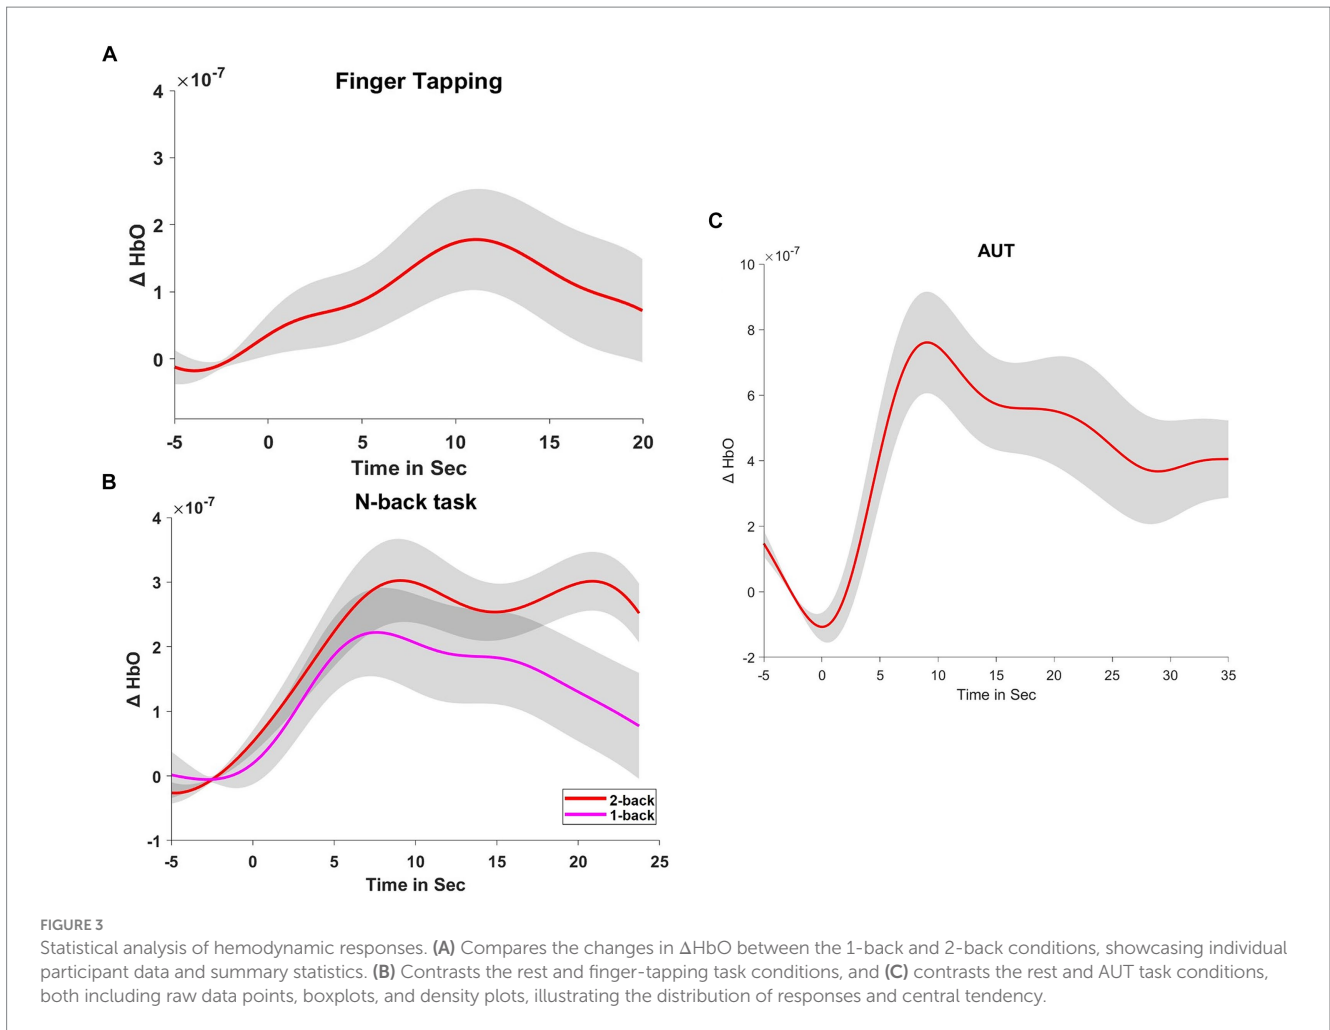 A
×10⁻⁷
Finger Tapping
4
3
2
1
0
Δ HbO
-5 0 5 10 15 20
Time in Sec
B
×10⁻⁷
N-back task
4
3
2
1
0
-1
Δ HbO
2-back
1-back
-5 0 5 10 15 20 25
Time in Sec
C
×10⁻⁷
AUT
10
8
6
4
2
0
-2
Δ HbO
-5 0 5 10 15 20 25 30 35
Time in Sec
FIGURE 3
Statistical analysis of hemodynamic responses. (A) Compares the changes in ΔHbO between the 1-back and 2-back conditions, showcasing individual
participant data and summary statistics. (B) Contrasts the rest and finger-tapping task conditions, and (C) contrasts the rest and AUT task conditions,
both including raw data points, boxplots, and density plots, illustrating the distribution of responses and central tendency.